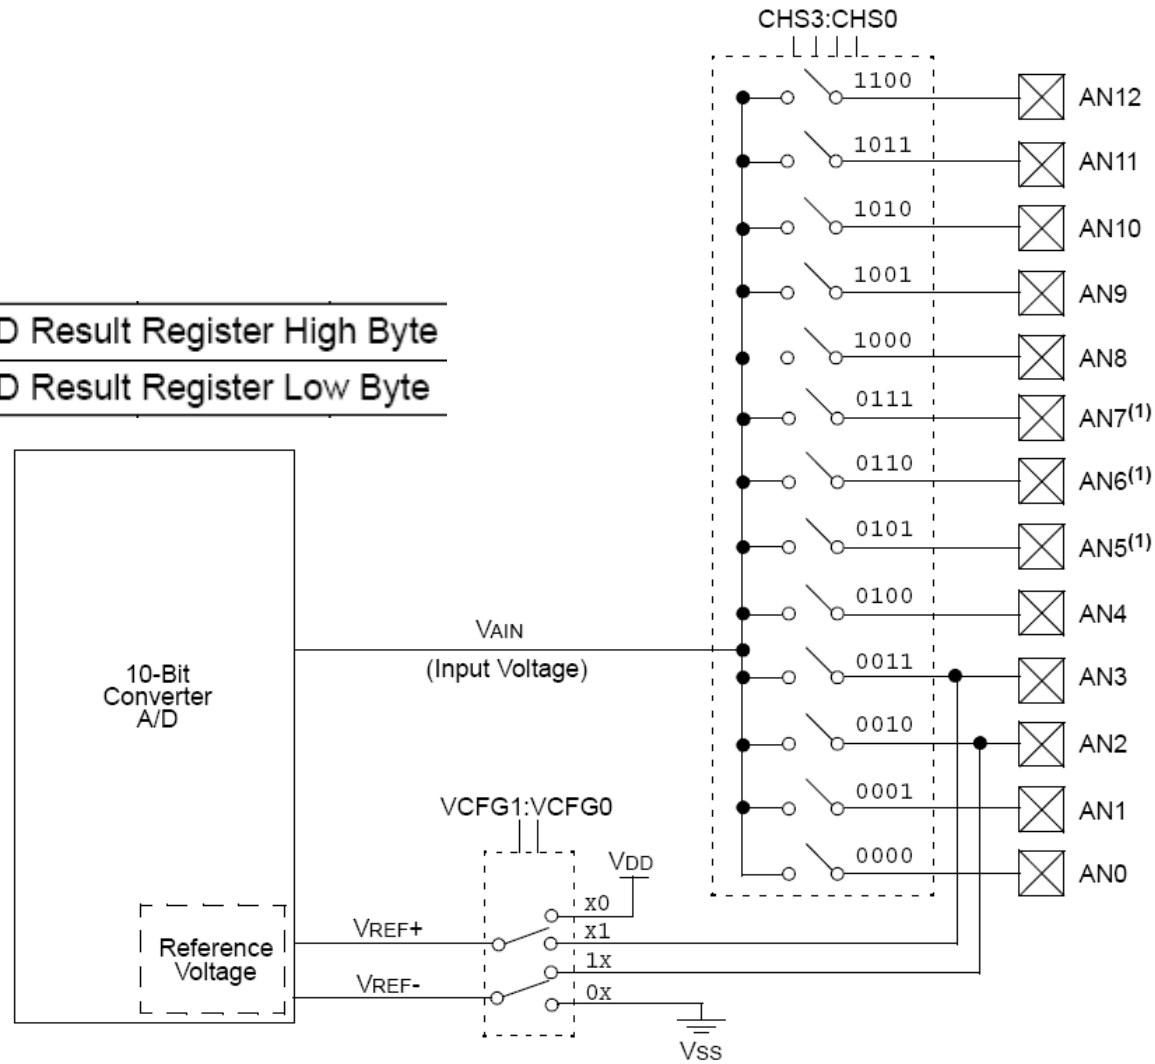 CHS3:CHS0
1100 AN12
1011 AN11
1010 AN10
1001 AN9
D Result Register High Byte
1000 AN8
D Result Register Low Byte
0111 AN7(1)
0110 AN6(1)
0101 AN5(1)
0100 AN4
VAIN
(Input Voltage)
0011 AN3
10-Bit
Converter
A/D
0010 AN2
VCFG1:VCFG0
0001 AN1
VDD
0000 AN0
x0
VREF+
x1
Reference
Voltage
1x
VREF-
0x
VSS